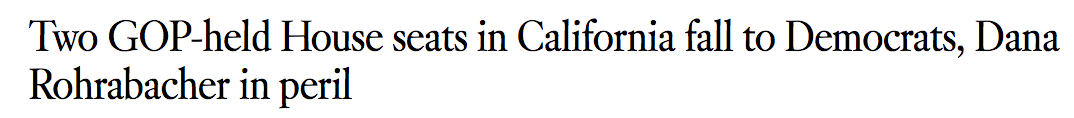 Two GOP-held House seats in California fall to Democrats, Dana
Rohrabacher in peril